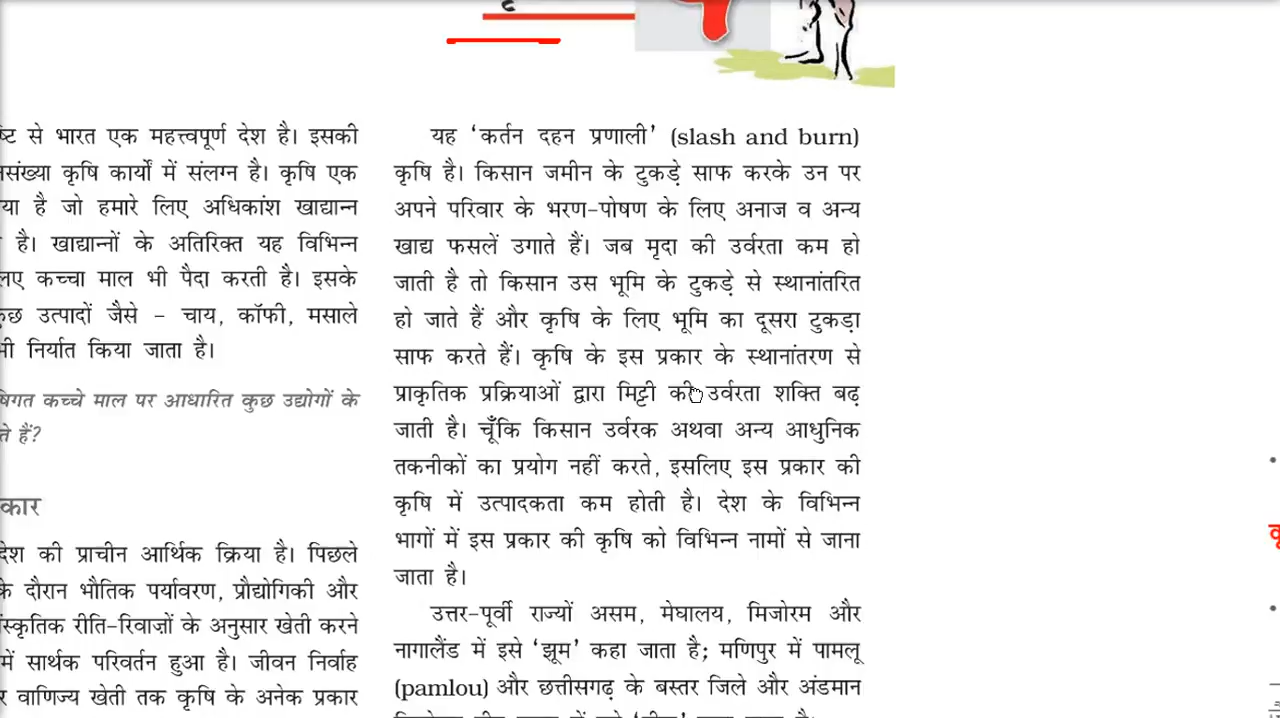 से भारत एक महत्त्वपूर्ण देश है। इसकी
कृषि कार्यों में संलग्न है। कृषि एक
है जो हमारे लिए अधिकांश खाद्यान्न
है। खाद्यान्नों के अतिरिक्त यह विभिन्न
कच्चा माल भी पैदा करती है। इसके
उत्पादों जैसे – चाय, कॉफी, मसाले
निर्यात किया जाता है।
कच्चे माल पर आधारित कुछ उद्योगों के
हैं?
देश की प्राचीन आर्थिक क्रिया है। पिछले
दौरान भौतिक पर्यावरण, प्रौद्योगिकी और
रीति-रिवाज़ों के अनुसार खेती करने
में सार्थक परिवर्तन हुआ है। जीवन निर्वाह
वाणिज्य खेती तक कृषि के अनेक प्रकार
यह ‘कर्तन दहन प्रणाली’ (slash and burn)
कृषि है। किसान जमीन के टुकड़े साफ करके उन पर
अपने परिवार के भरण-पोषण के लिए अनाज व अन्य
खाद्य फसलें उगाते हैं। जब मृदा की उर्वरता कम हो
जाती है तो किसान उस भूमि के टुकड़े से स्थानांतरित
हो जाते हैं और कृषि के लिए भूमि का दूसरा टुकड़ा
साफ करते हैं। कृषि के इस प्रकार के स्थानांतरण से
प्राकृतिक प्रक्रियाओं द्वारा मिट्टी की उर्वरता शक्ति बढ़
जाती है। चूँकि किसान उर्वरक अथवा अन्य आधुनिक
तकनीकों का प्रयोग नहीं करते, इसलिए इस प्रकार की
कृषि में उत्पादकता कम होती है। देश के विभिन्न
भागों में इस प्रकार की कृषि को विभिन्न नामों से जाना
जाता है।
उत्तर-पूर्वी राज्यों असम, मेघालय, मिजोरम और
नागालैंड में इसे ‘झूम’ कहा जाता है; मणिपुर में पामलू
(pamlou) और छत्तीसगढ़ के बस्तर जिले और अंडमान